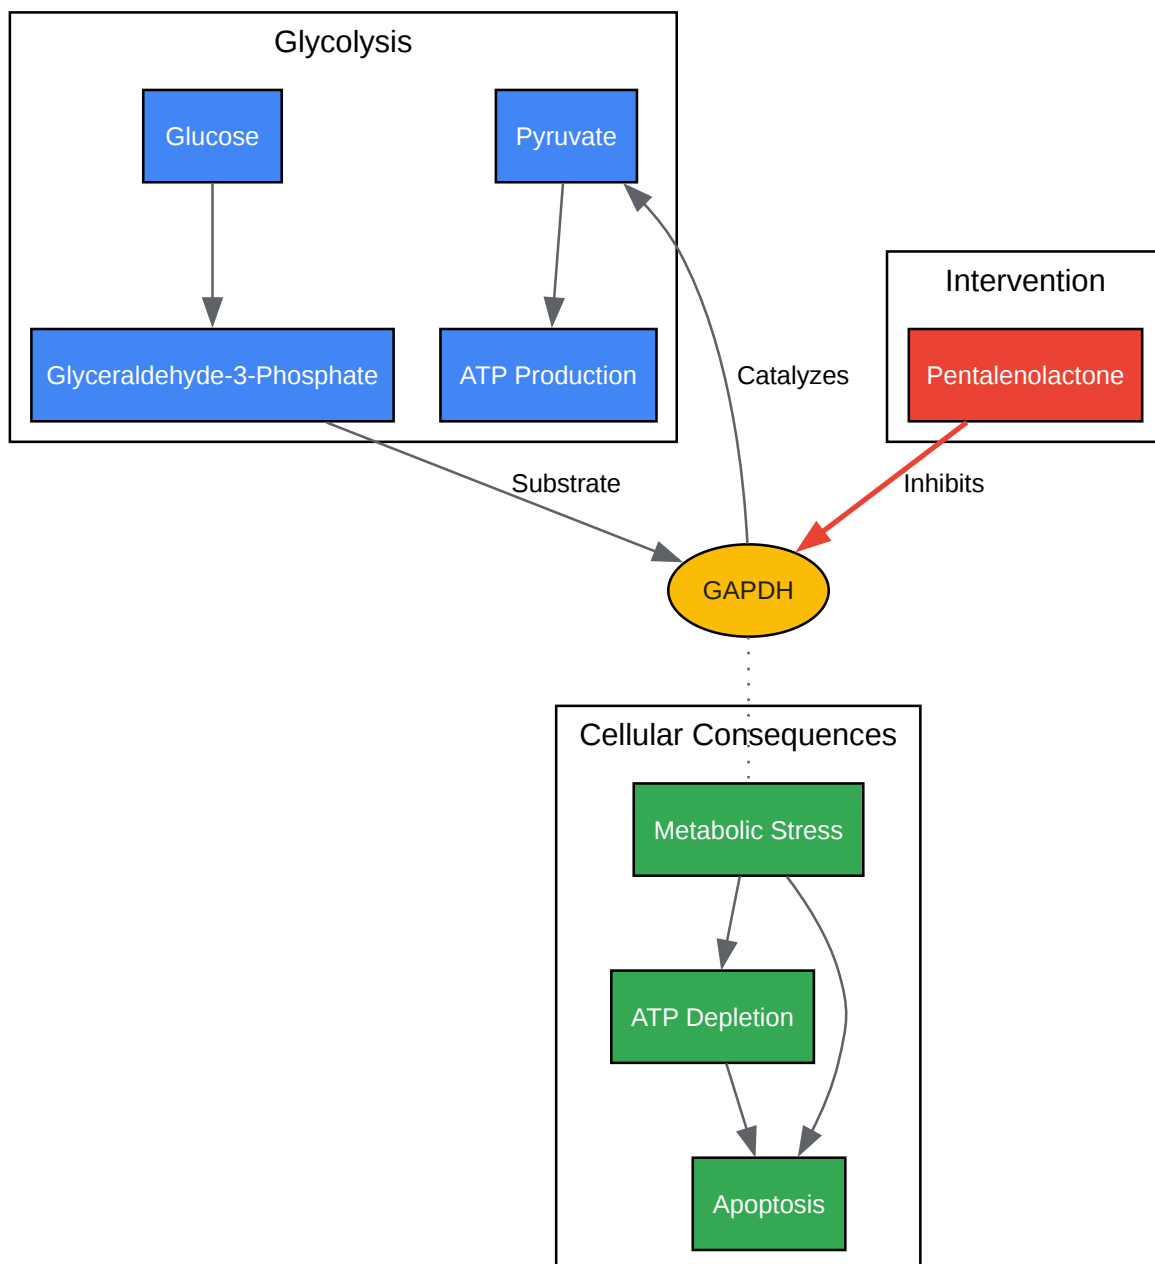 Glycolysis
Glucose
Pyruvate
Intervention
Glyceraldehyde-3-Phosphate
ATP Production
Catalyzes
Pentalenolactone
Substrate
Inhibits
GAPDH
Cellular Consequences
Metabolic Stress
ATP Depletion
Apoptosis